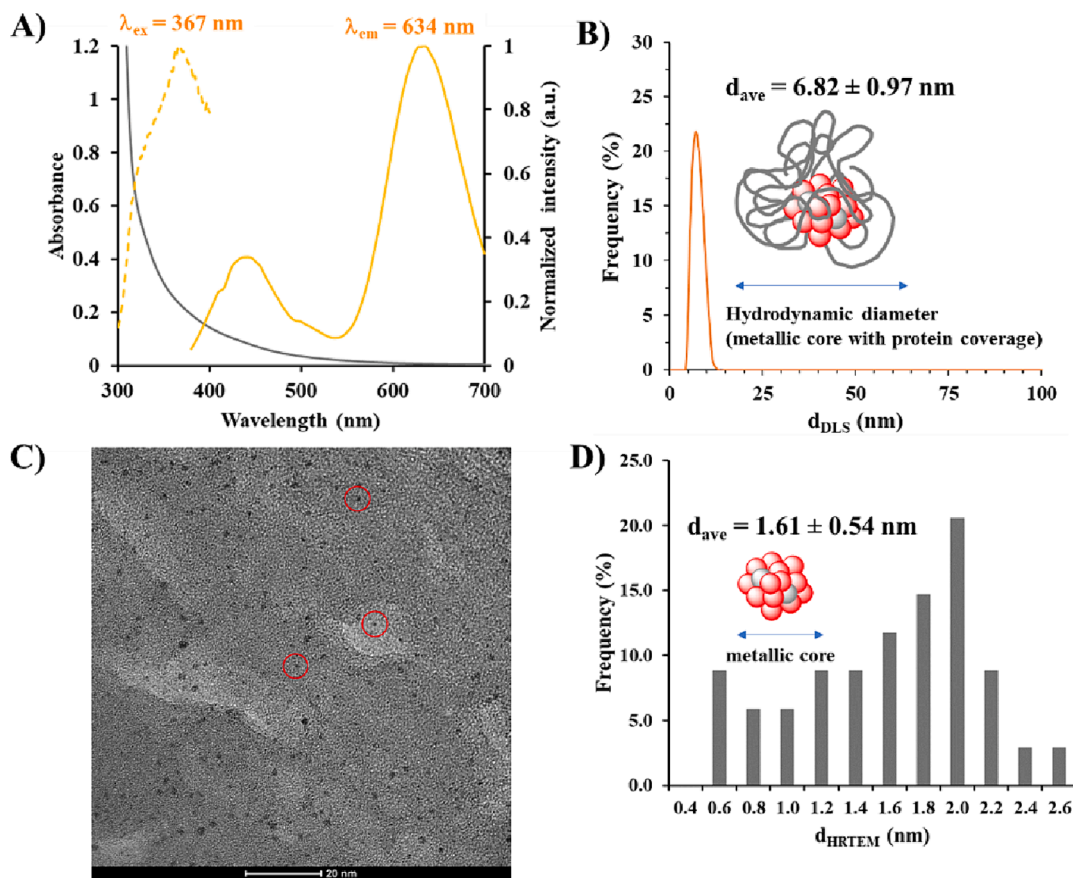 A)
λex = 367 nm
λem = 634 nm
1.2
1
0.8
0.6
0.4
0.2
0
Absorbance
1
0.8
0.6
0.4
0.2
0
Normalized intensity (a.u.)
300 400 500 600 700
Wavelength (nm)
B)
dave = 6.82 ± 0.97 nm
30
25
20
15
10
5
0
Frequency (%)
Hydrodynamic diameter
(metallic core with protein coverage)
0 25 50 75 100
dDLS (nm)
C)
20 nm
D)
25.0
20.0
15.0
10.0
5.0
0.0
Frequency (%)
dave = 1.61 ± 0.54 nm
metallic core
0.4 0.6 0.8 1.0 1.2 1.4 1.6 1.8 2.0 2.2 2.4 2.6
dHRTEM (nm)